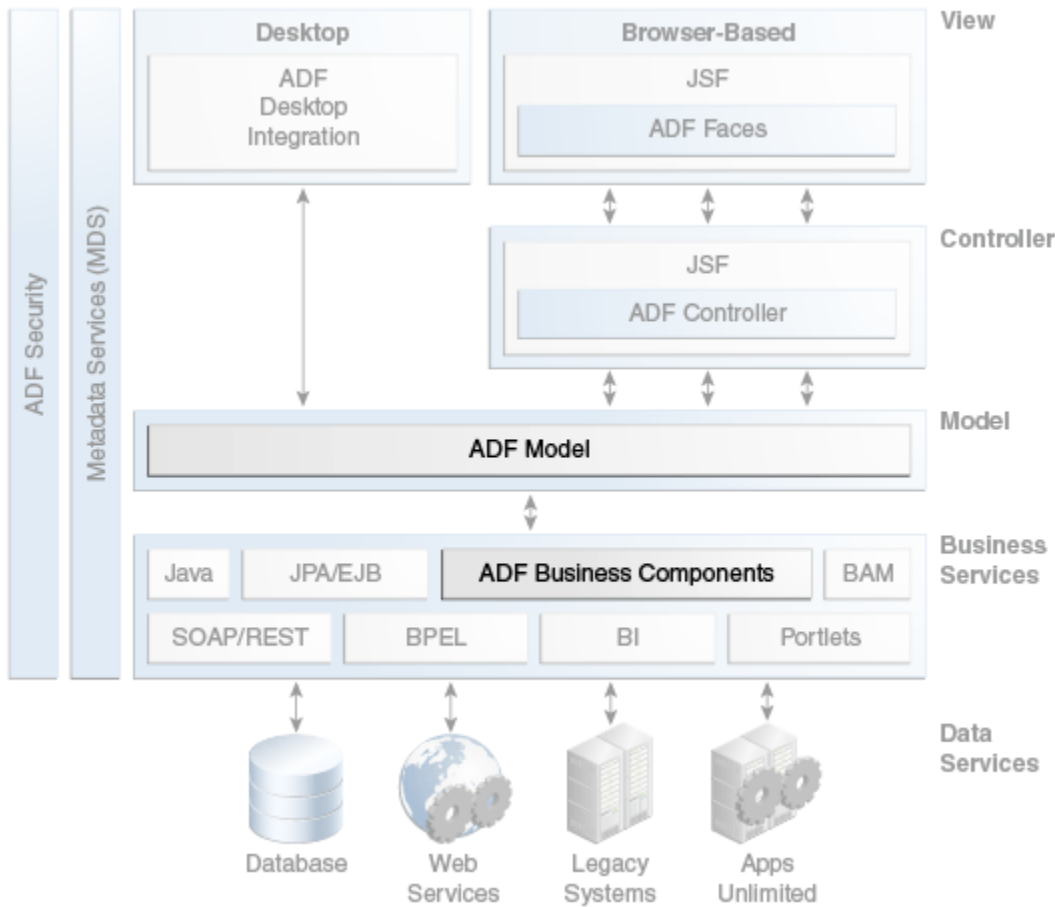 Desktop
Browser-Based
View
ADF
Desktop
Integration
JSF
ADF Faces
JSF
ADF Controller
Controller
ADF Security
Metadata Services (MDS)
ADF Model
Model
Java
JPA/EJB
ADF Business Components
BAM
Business
Services
SOAP/REST
BPEL
BI
Portlets
Data
Services
Database
Web
Services
Legacy
Systems
Apps
Unlimited